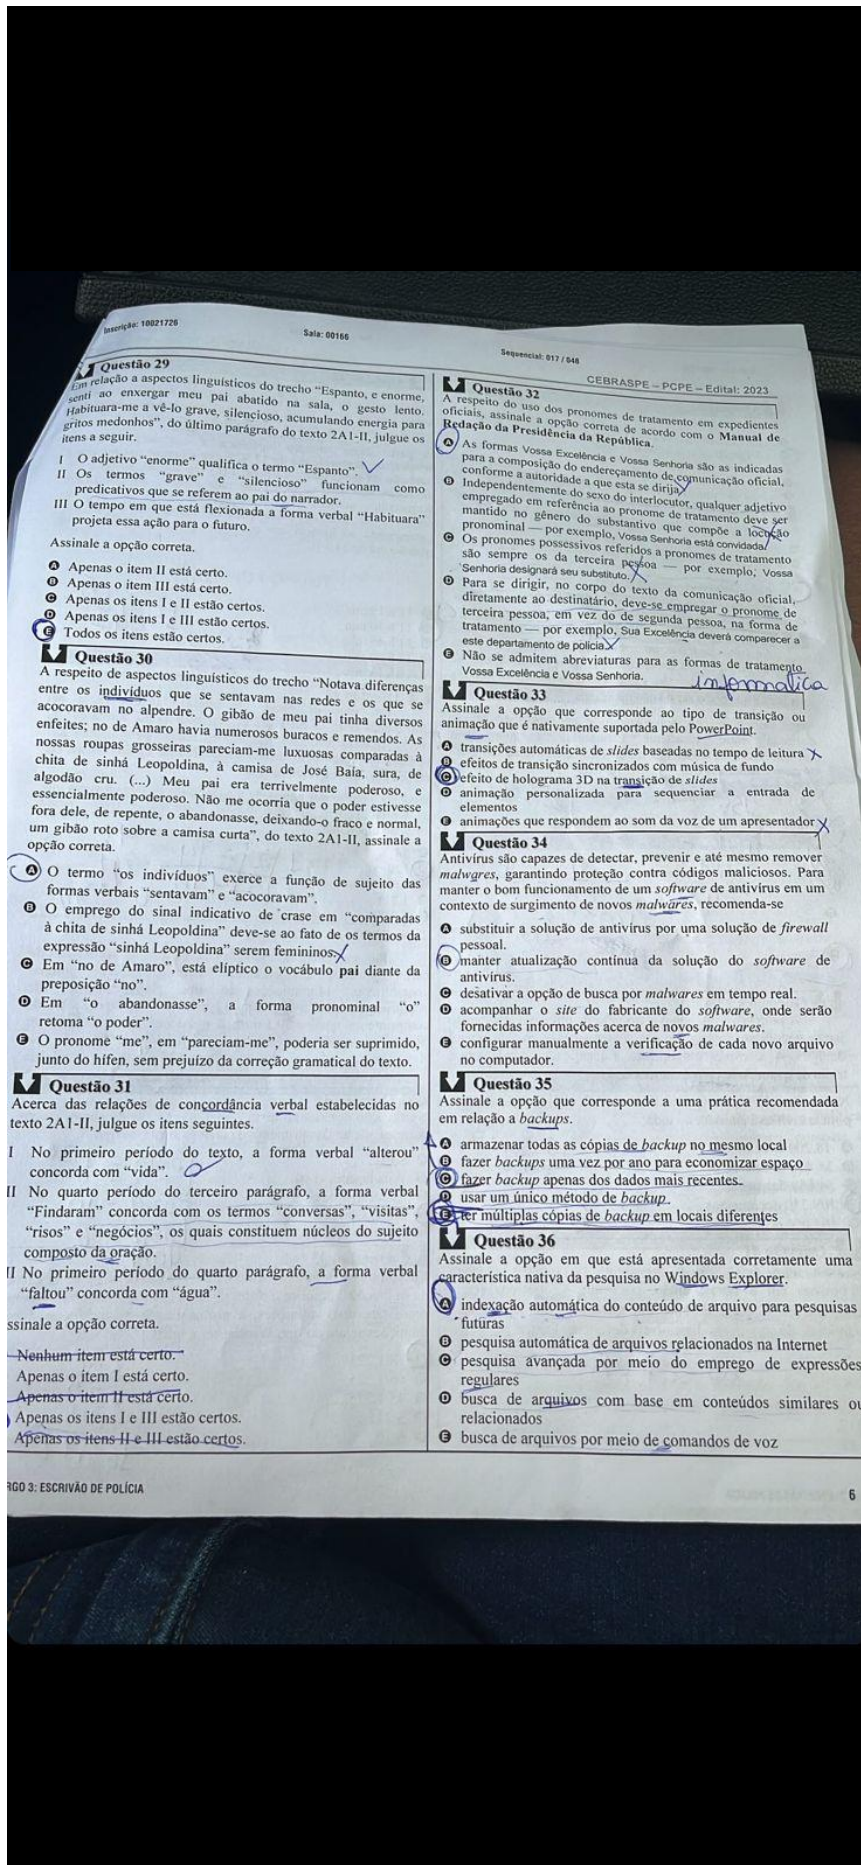 Inscrição: 10021726
Sala: 00166
Sequencial: 017 / 046
CEBRASPE – PCPE – Edital: 2023
Questão 29
Em relação a aspectos linguísticos do trecho “Espanto, e enorme,
senti ao enxergar meu pai abatido na sala, o gesto lento.
Habituara-me a vê-lo grave, silencioso, acumulando energia para
gritos medonhos”, do último parágrafo do texto 2A1-II, julgue os
itens a seguir.
I O adjetivo “enorme” qualifica o termo “Espanto”.
II Os termos “grave” e “silencioso” funcionam como
predicativos que se referem ao pai do narrador.
III O tempo em que está flexionada a forma verbal “Habituara”
projeta essa ação para o futuro.
Assinale a opção correta.
A Apenas o item II está certo.
B Apenas o item III está certo.
C Apenas os itens I e II estão certos.
D Apenas os itens I e III estão certos.
E Todos os itens estão certos.
Questão 30
A respeito de aspectos linguísticos do trecho “Notava diferenças
entre os indivíduos que se sentavam nas redes e os que se
acocoravam no alpendre. O gibão de meu pai tinha diversos
enfeites; no de Amaro havia numerosos buracos e remendos. As
nossas roupas grosseiras pareciam-me luxuosas comparadas à
chita de sinhá Leopoldina, à camisa de José Baía, sura, de
algodão cru. (...) Meu pai era terrivelmente poderoso, e
essencialmente poderoso. Não me ocorria que o poder estivesse
fora dele, de repente, o abandonasse, deixando-o fraco e normal,
um gibão roto sobre a camisa curta”, do texto 2A1-II, assinale a
opção correta.
A O termo “os indivíduos” exerce a função de sujeito das
formas verbais “sentavam” e “acocoravam”.
B O emprego do sinal indicativo de crase em “comparadas
à chita de sinhá Leopoldina” deve-se ao fato de os termos da
expressão “sinhá Leopoldina” serem femininos.
C Em “no de Amaro”, está elíptico o vocábulo pai diante da
preposição “no”.
D Em “o abandonasse”, a forma pronominal “o”
retoma “o poder”.
E O pronome “me”, em “pareciam-me”, poderia ser suprimido,
junto do hífen, sem prejuízo da correção gramatical do texto.
Questão 31
Acerca das relações de concordância verbal estabelecidas no
texto 2A1-II, julgue os itens seguintes.
I No primeiro período do texto, a forma verbal “alterou”
concorda com “vida”.
II No quarto período do terceiro parágrafo, a forma verbal
“Findaram” concorda com os termos “conversas”, “visitas”,
“risos” e “negócios”, os quais constituem núcleos do sujeito
composto da oração.
II No primeiro período do quarto parágrafo, a forma verbal
“faltou” concorda com “água”.
ssinale a opção correta.
Nenhum item está certo.
Apenas o item I está certo.
Apenas o item II está certo.
Apenas os itens I e III estão certos.
Apenas os itens II e III estão certos.
RGO 3: ESCRIVÃO DE POLÍCIA
Questão 32
A respeito do uso dos pronomes de tratamento em expedientes
oficiais, assinale a opção correta de acordo com o Manual de
Redação da Presidência da República.
A As formas Vossa Excelência e Vossa Senhoria são as indicadas
para a composição do endereçamento de comunicação oficial,
conforme a autoridade a que esta se dirija.
B Independentemente do sexo do interlocutor, qualquer adjetivo
empregado em referência ao pronome de tratamento deve ser
mantido no gênero do substantivo que compõe a locução
pronominal — por exemplo, Vossa Senhoria está convidada.
C Os pronomes possessivos referidos a pronomes de tratamento
são sempre os da terceira pessoa — por exemplo, Vossa
Senhoria designará seu substituto.
D Para se dirigir, no corpo do texto da comunicação oficial,
diretamente ao destinatário, deve-se empregar o pronome de
terceira pessoa, em vez do de segunda pessoa, na forma de
tratamento — por exemplo, Sua Excelência deverá comparecer a
este departamento de polícia.
E Não se admitem abreviaturas para as formas de tratamento
Vossa Excelência e Vossa Senhoria.
informatica
Questão 33
Assinale a opção que corresponde ao tipo de transição ou
animação que é nativamente suportada pelo PowerPoint.
A transições automáticas de slides baseadas no tempo de leitura
B efeitos de transição sincronizados com música de fundo
C efeito de holograma 3D na transição de slides
D animação personalizada para sequenciar a entrada de
elementos
E animações que respondem ao som da voz de um apresentador
Questão 34
Antivírus são capazes de detectar, prevenir e até mesmo remover
malwares, garantindo proteção contra códigos maliciosos. Para
manter o bom funcionamento de um software de antivírus em um
contexto de surgimento de novos malwares, recomenda-se
A substituir a solução de antivírus por uma solução de firewall
pessoal.
B manter atualização contínua da solução do software de
antivírus.
C desativar a opção de busca por malwares em tempo real.
D acompanhar o site do fabricante do software, onde serão
fornecidas informações acerca de novos malwares.
E configurar manualmente a verificação de cada novo arquivo
no computador.
Questão 35
Assinale a opção que corresponde a uma prática recomendada
em relação a backups.
A armazenar todas as cópias de backup no mesmo local
B fazer backups uma vez por ano para economizar espaço
C fazer backup apenas dos dados mais recentes.
D usar um único método de backup.
E ter múltiplas cópias de backup em locais diferentes
Questão 36
Assinale a opção em que está apresentada corretamente uma
característica nativa da pesquisa no Windows Explorer.
A indexação automática do conteúdo de arquivo para pesquisas
futuras
B pesquisa automática de arquivos relacionados na Internet
C pesquisa avançada por meio do emprego de expressões
regulares
D busca de arquivos com base em conteúdos similares ou
relacionados
E busca de arquivos por meio de comandos de voz
6